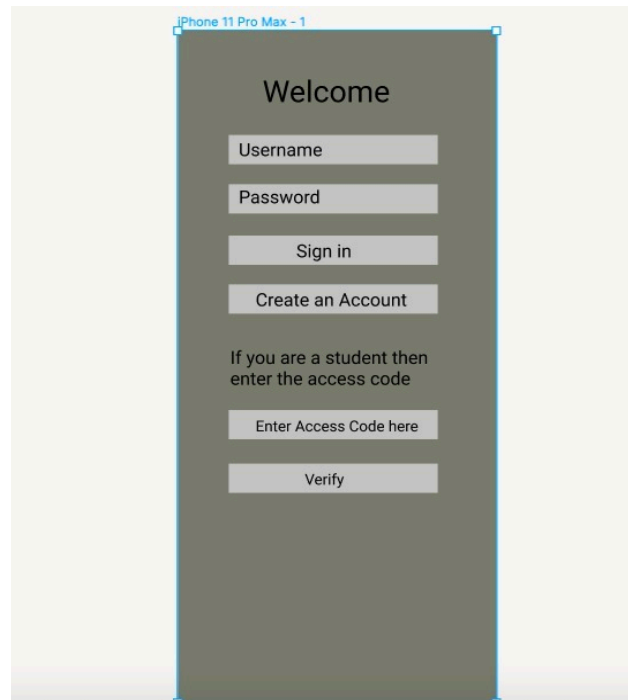 iPhone 11 Pro Max - 1
Welcome
Username
Password
Sign in
Create an Account
If you are a student then
enter the access code
Enter Access Code here
Verify